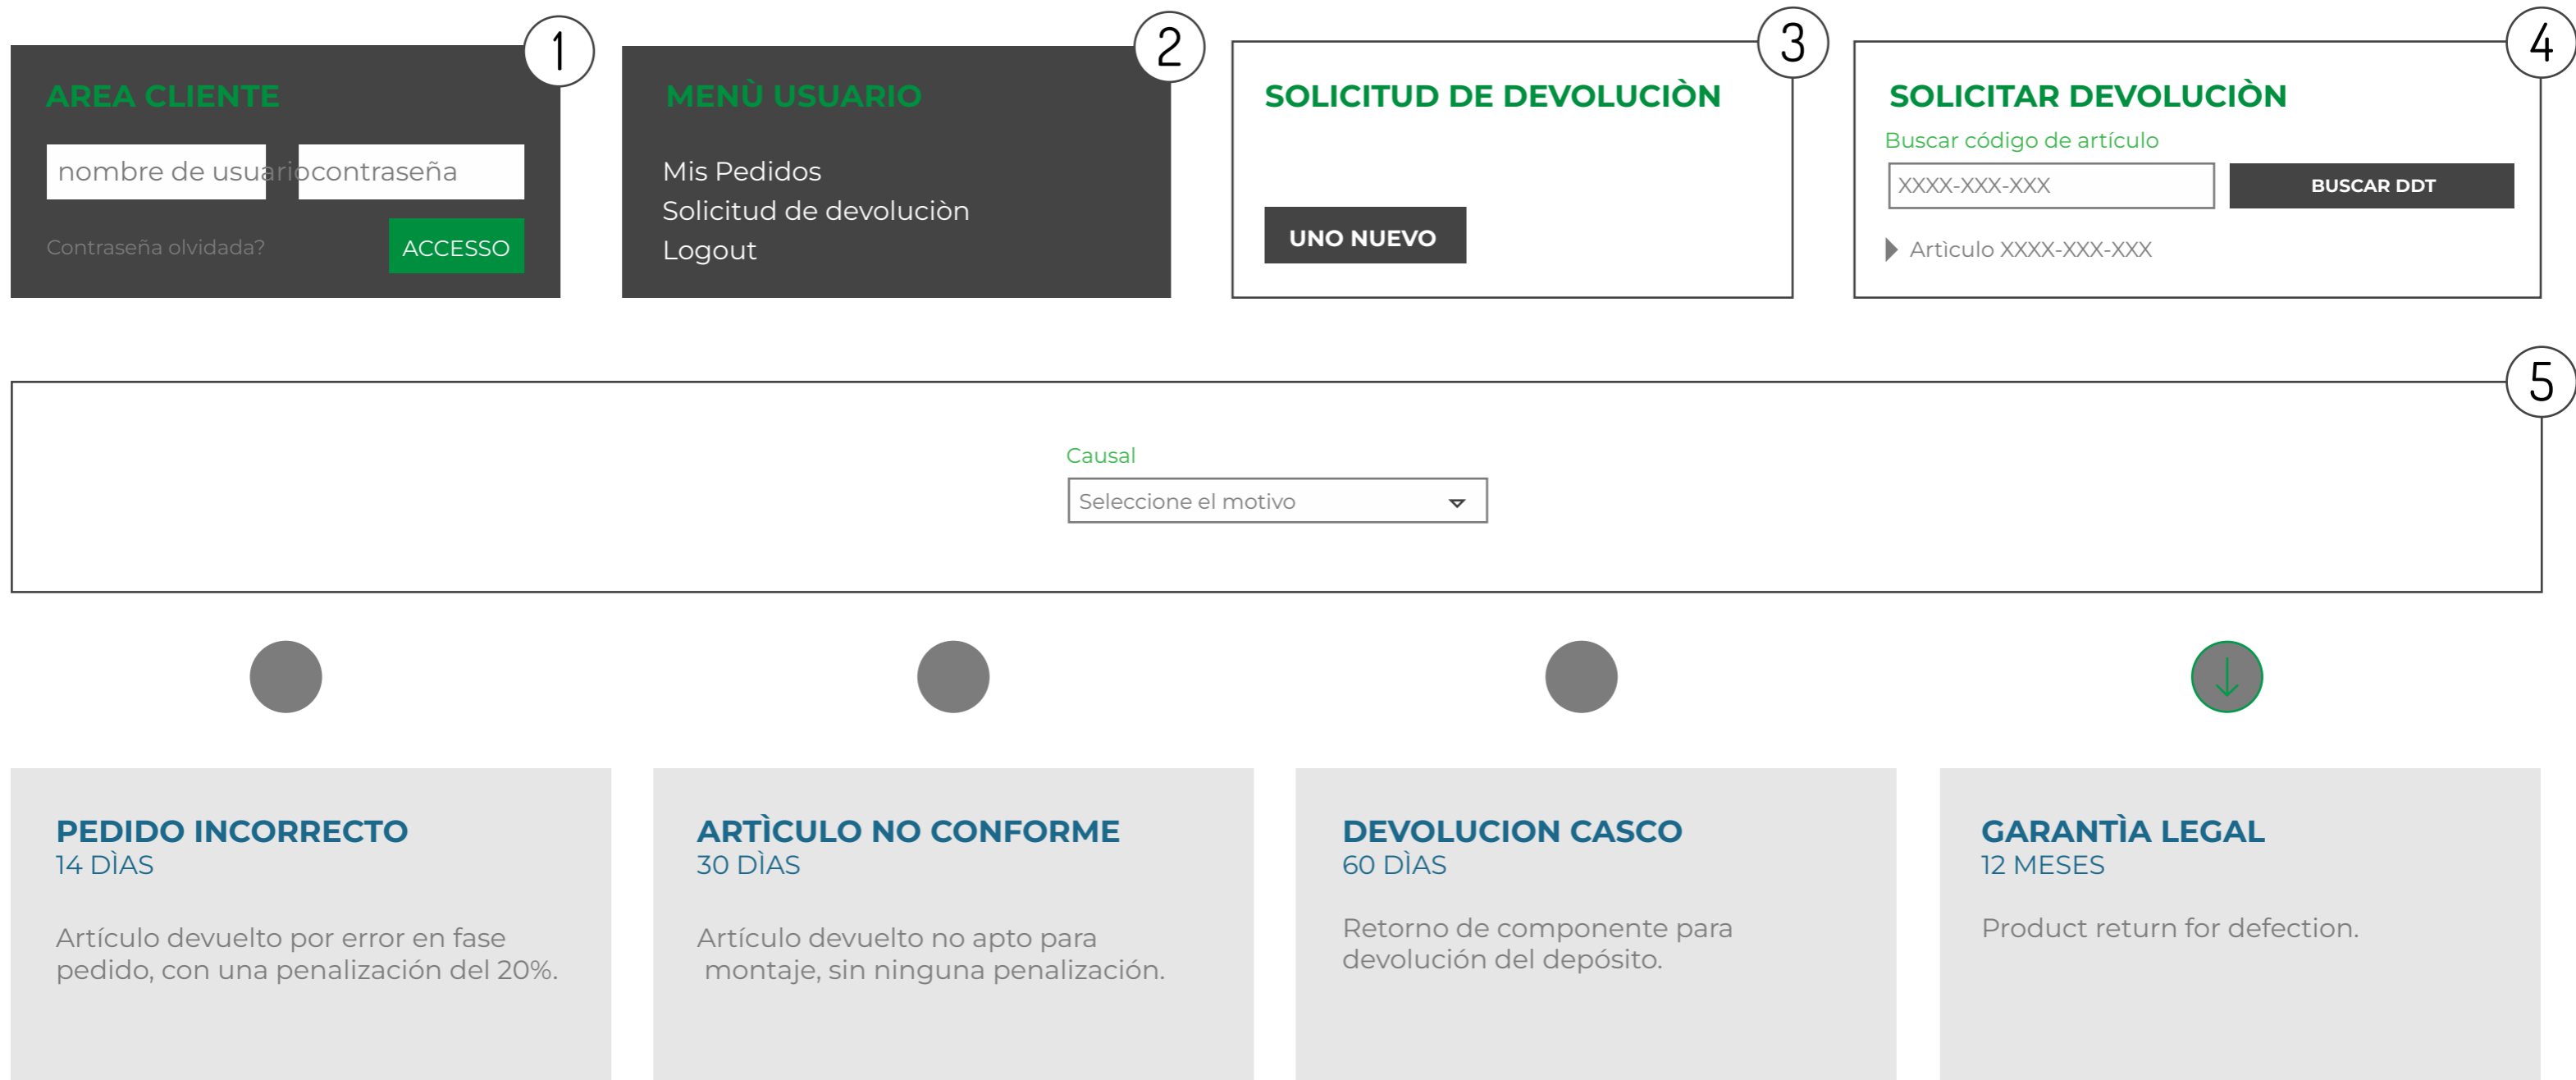 1
AREA CLIENTE
nombre de usuario
contraseña
Contraseña olvidada?
ACCESSO
2
MENÙ USUARIO
Mis Pedidos
Solicitud de devoluciòn
Logout
3
SOLICITUD DE DEVOLUCIÒN
UNO NUEVO
4
SOLICITAR DEVOLUCIÒN
Buscar código de artículo
XXXX-XXX-XXX
BUSCAR DDT
Artìculo XXXX-XXX-XXX
5
Causal
Seleccione el motivo
PEDIDO INCORRECTO
14 DÌAS
Artículo devuelto por error en fase
pedido, con una penalización del 20%.
ARTÌCULO NO CONFORME
30 DÌAS
Artículo devuelto no apto para
montaje, sin ninguna penalización.
DEVOLUCION CASCO
60 DÌAS
Retorno de componente para
devolución del depósito.
GARANTÌA LEGAL
12 MESES
Product return for defection.